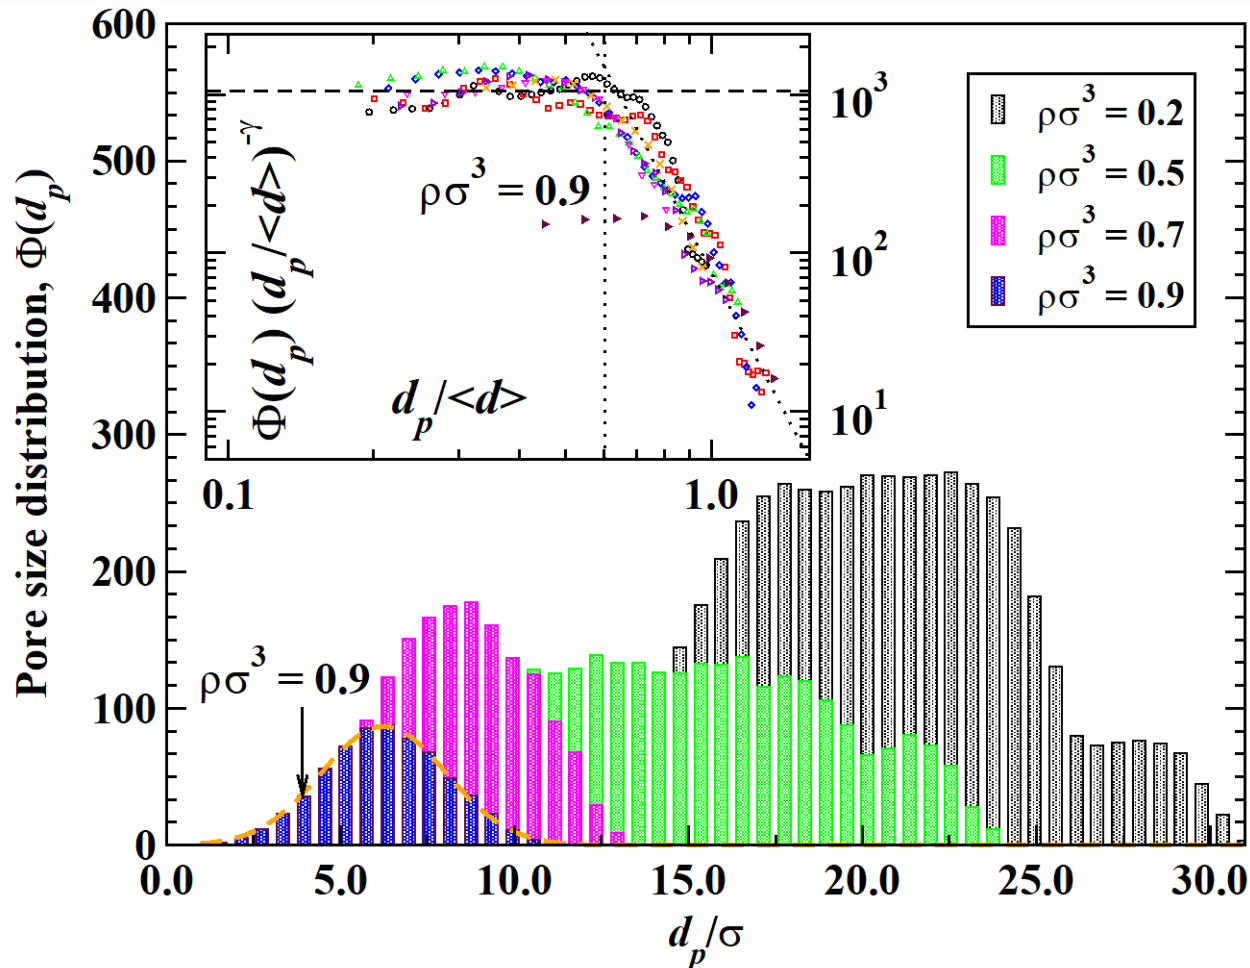 Pore size distribution, Φ(d_p)
600
500
400
300
200
100
0
0.0
5.0
10.0
15.0
20.0
25.0
30.0
d_p/σ
ρσ³ = 0.2
ρσ³ = 0.5
ρσ³ = 0.7
ρσ³ = 0.9
Φ(d_p) (d_p/<d>)^-γ
ρσ³ = 0.9
d_p/<d>
10³
10²
10¹
0.1
1.0
ρσ³ = 0.9